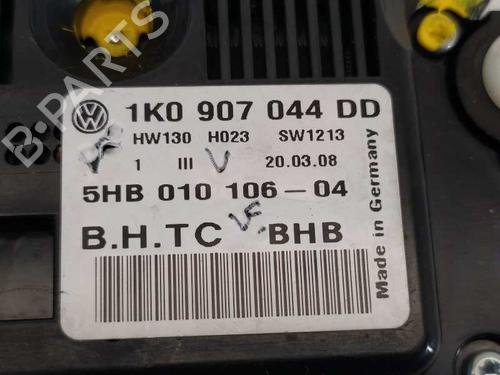 B-PARTS
1K0 907 044 DD
HW130 H023 SW1213
1 III V 20.03.08
5HB 010 106-04
B.H.TC BHB
Made in Germany